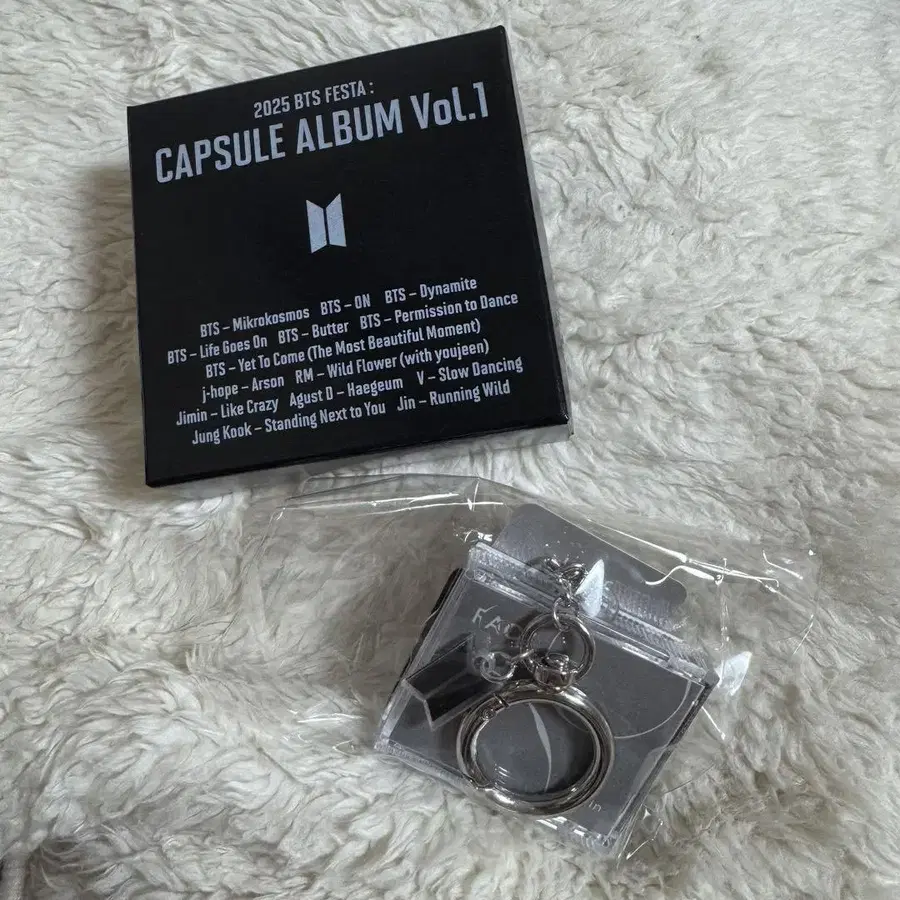 2025 BTS FESTA :
CAPSULE ALBUM Vol.1
BTS – Mikrokosmos BTS – ON BTS – Dynamite
BTS – Life Goes On BTS – Butter BTS – Permission to Dance
BTS – Yet To Come (The Most Beautiful Moment)
j-hope – Arson RM – Wild Flower (with youjeen)
Jimin – Like Crazy Agust D – Haegeum V – Slow Dancing
Jung Kook – Standing Next to You Jin – Running Wild